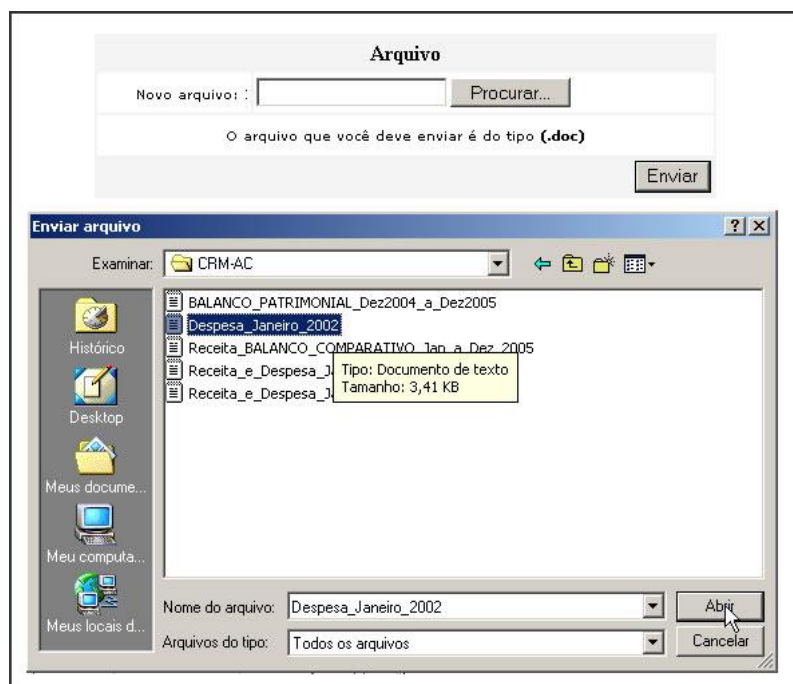 Arquivo
Novo arquivo: : Procurar...
O arquivo que você deve enviar é do tipo (.doc)
Enviar
Enviar arquivo
Examinar: CRM-AC
BALANCO_PATRIMONIAL_Dez2004_a_Dez2005
Despesa_Janeiro_2002
Receita_BALANCO_COMPARATIVO_Jan_a_Dez_2005
Receita_e_Despesa_J
Receita_e_Despesa_J
Tipo: Documento de texto
Tamanho: 3,41 KB
Histórico
Desktop
Meus docume...
Meu computa...
Meus locais d...
Nome do arquivo: Despesa_Janeiro_2002 Abrir
Arquivos do tipo: Todos os arquivos Cancelar